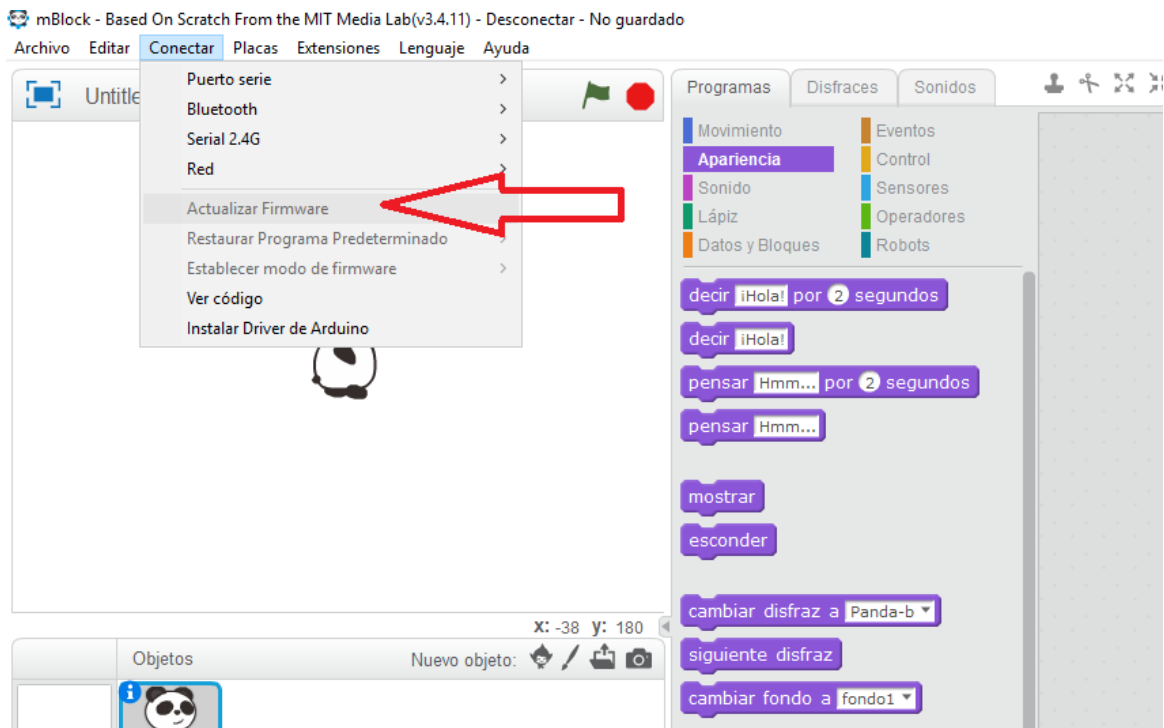 mBlock - Based On Scratch From the MIT Media Lab(v3.4.11) - Desconectar - No guardado
Archivo Editar Conectar Placas Extensiones Lenguaje Ayuda
Untitle
Puerto serie
Bluetooth
Serial 2.4G
Red
Actualizar Firmware
Restaurar Programa Predeterminado
Establecer modo de firmware
Ver código
Instalar Driver de Arduino
x: -38 y: 180
Objetos
Nuevo objeto:
Programas Disfraces Sonidos
Movimiento Eventos
Apariencia Control
Sonido Sensores
Lápiz Operadores
Datos y Bloques Robots
decir ¡Hola! por 2 segundos
decir ¡Hola!
pensar Hmm... por 2 segundos
pensar Hmm...
mostrar
esconder
cambiar disfraz a Panda-b
siguiente disfraz
cambiar fondo a fondo1